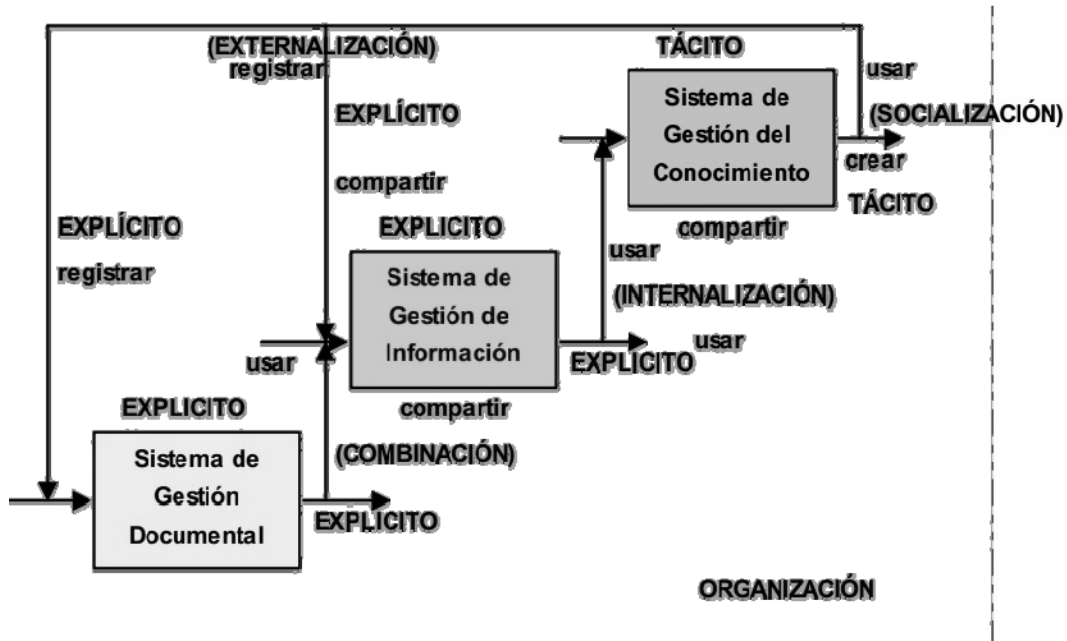 (EXTERNALIZACIÓN)
registrar
TÁCITO
usar
Sistema de
Gestión del
Conocimiento
(SOCIALIZACIÓN)
crear
TÁCITO
compartir
EXPLÍCITO
compartir
EXPLÍCITO
registrar
EXPLICITO
usar
Sistema de
Gestión de
Información
(INTERNALIZACIÓN)
usar
usar
EXPLICITO
compartir
EXPLICITO
Sistema de
Gestión
Documental
(COMBINACIÓN)
EXPLICITO
ORGANIZACIÓN